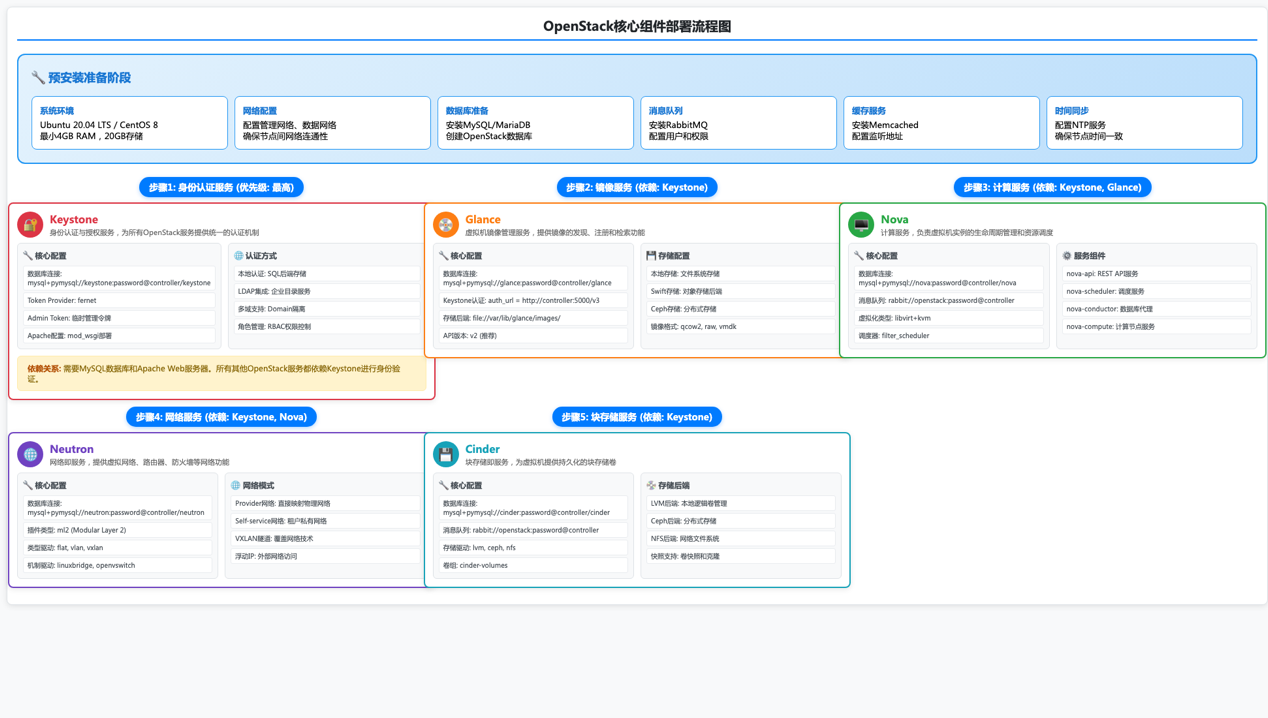 OpenStack核心组件部署流程图
🔧 预安装准备阶段
系统环境
Ubuntu 20.04 LTS / CentOS 8
最小4GB RAM，20GB存储
网络配置
配置管理网络、数据网络
确保节点间网络连通性
数据库准备
安装MySQL/MariaDB
创建OpenStack数据库
消息队列
安装RabbitMQ
配置用户和权限
缓存服务
安装Memcached
配置监听地址
时间同步
配置NTP服务
确保节点时间一致
步骤1: 身份认证服务 (优先级: 最高)
Keystone
身份认证与授权服务，为所有OpenStack服务提供统一的认证机制
🔧 核心配置
数据库连接:
mysql+pymysql://keystone:password@controller/keystone
Token Provider: fernet
Admin Token: 临时管理令牌
Apache配置: mod_wsgi部署
🌐 认证方式
本地认证: SQL后端存储
LDAP集成: 企业目录服务
多域支持: Domain隔离
角色管理: RBAC权限控制
依赖关系: 需要MySQL数据库和Apache Web服务器。所有其他OpenStack服务都依赖Keystone进行身份验
证。
步骤2: 镜像服务 (依赖: Keystone)
Glance
虚拟机镜像管理服务，提供镜像的发现、注册和检索功能
🔧 核心配置
数据库连接:
mysql+pymysql://glance:password@controller/glance
Keystone认证: auth_url = http://controller:5000/v3
存储后端: file://var/lib/glance/images/
API版本: v2 (推荐)
💾 存储配置
本地存储: 文件系统存储
Swift存储: 对象存储后端
Ceph存储: 分布式存储
镜像格式: qcow2, raw, vmdk
步骤3: 计算服务 (依赖: Keystone, Glance)
Nova
计算服务，负责虚拟机实例的生命周期管理和资源调度
🔧 核心配置
数据库连接:
mysql+pymysql://nova:password@controller/nova
消息队列: rabbit://openstack:password@controller
虚拟化类型: libvirt+kvm
调度器: filter_scheduler
⚙️ 服务组件
nova-api: REST API服务
nova-scheduler: 调度服务
nova-conductor: 数据库代理
nova-compute: 计算节点服务
步骤4: 网络服务 (依赖: Keystone, Nova)
Neutron
网络即服务，提供虚拟网络、路由器、防火墙等网络功能
🔧 核心配置
数据库连接:
mysql+pymysql://neutron:password@controller/neutron
插件类型: ml2 (Modular Layer 2)
类型驱动: flat, vlan, vxlan
机制驱动: linuxbridge, openvswitch
🌐 网络模式
Provider网络: 直接映射物理网络
Self-service网络: 租户私有网络
VXLAN隧道: 覆盖网络技术
浮动IP: 外部网络访问
步骤5: 块存储服务 (依赖: Keystone)
Cinder
块存储即服务，为虚拟机提供持久化的块存储卷
🔧 核心配置
数据库连接:
mysql+pymysql://cinder:password@controller/cinder
消息队列: rabbit://openstack:password@controller
存储驱动: lvm, ceph, nfs
卷组: cinder-volumes
存储后端
LVM后端: 本地逻辑卷管理
Ceph后端: 分布式存储
NFS后端: 网络文件系统
快照支持: 卷快照和克隆